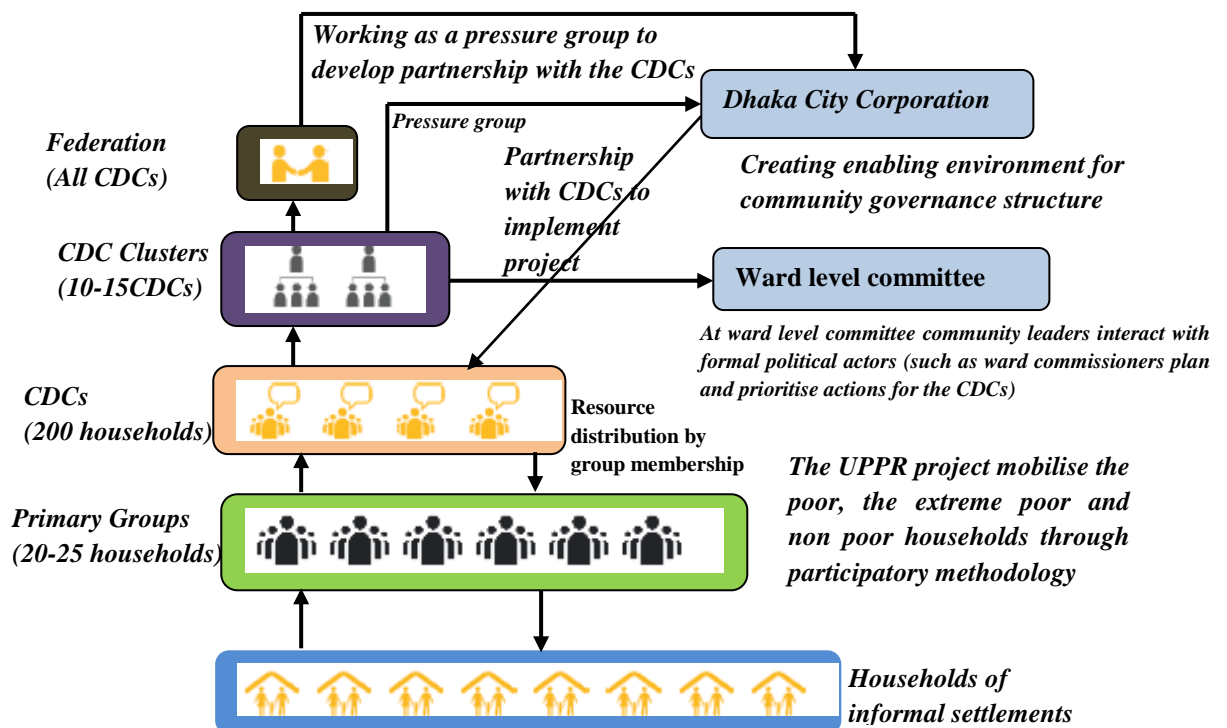 Working as a pressure group to
develop partnership with the CDCs
Dhaka City Corporation
Pressure group
Federation
(All CDCs)
Partnership
with CDCs to
implement
project
Creating enabling environment for
community governance structure
CDC Clusters
(10-15CDCs)
Ward level committee
At ward level committee community leaders interact with
formal political actors (such as ward commissioners plan
and prioritise actions for the CDCs)
CDCs
(200 households)
Resource
distribution by
group membership
The UPPR project mobilise the
poor, the extreme poor and
non poor households through
participatory methodology
Primary Groups
(20-25 households)
Households of
informal settlements